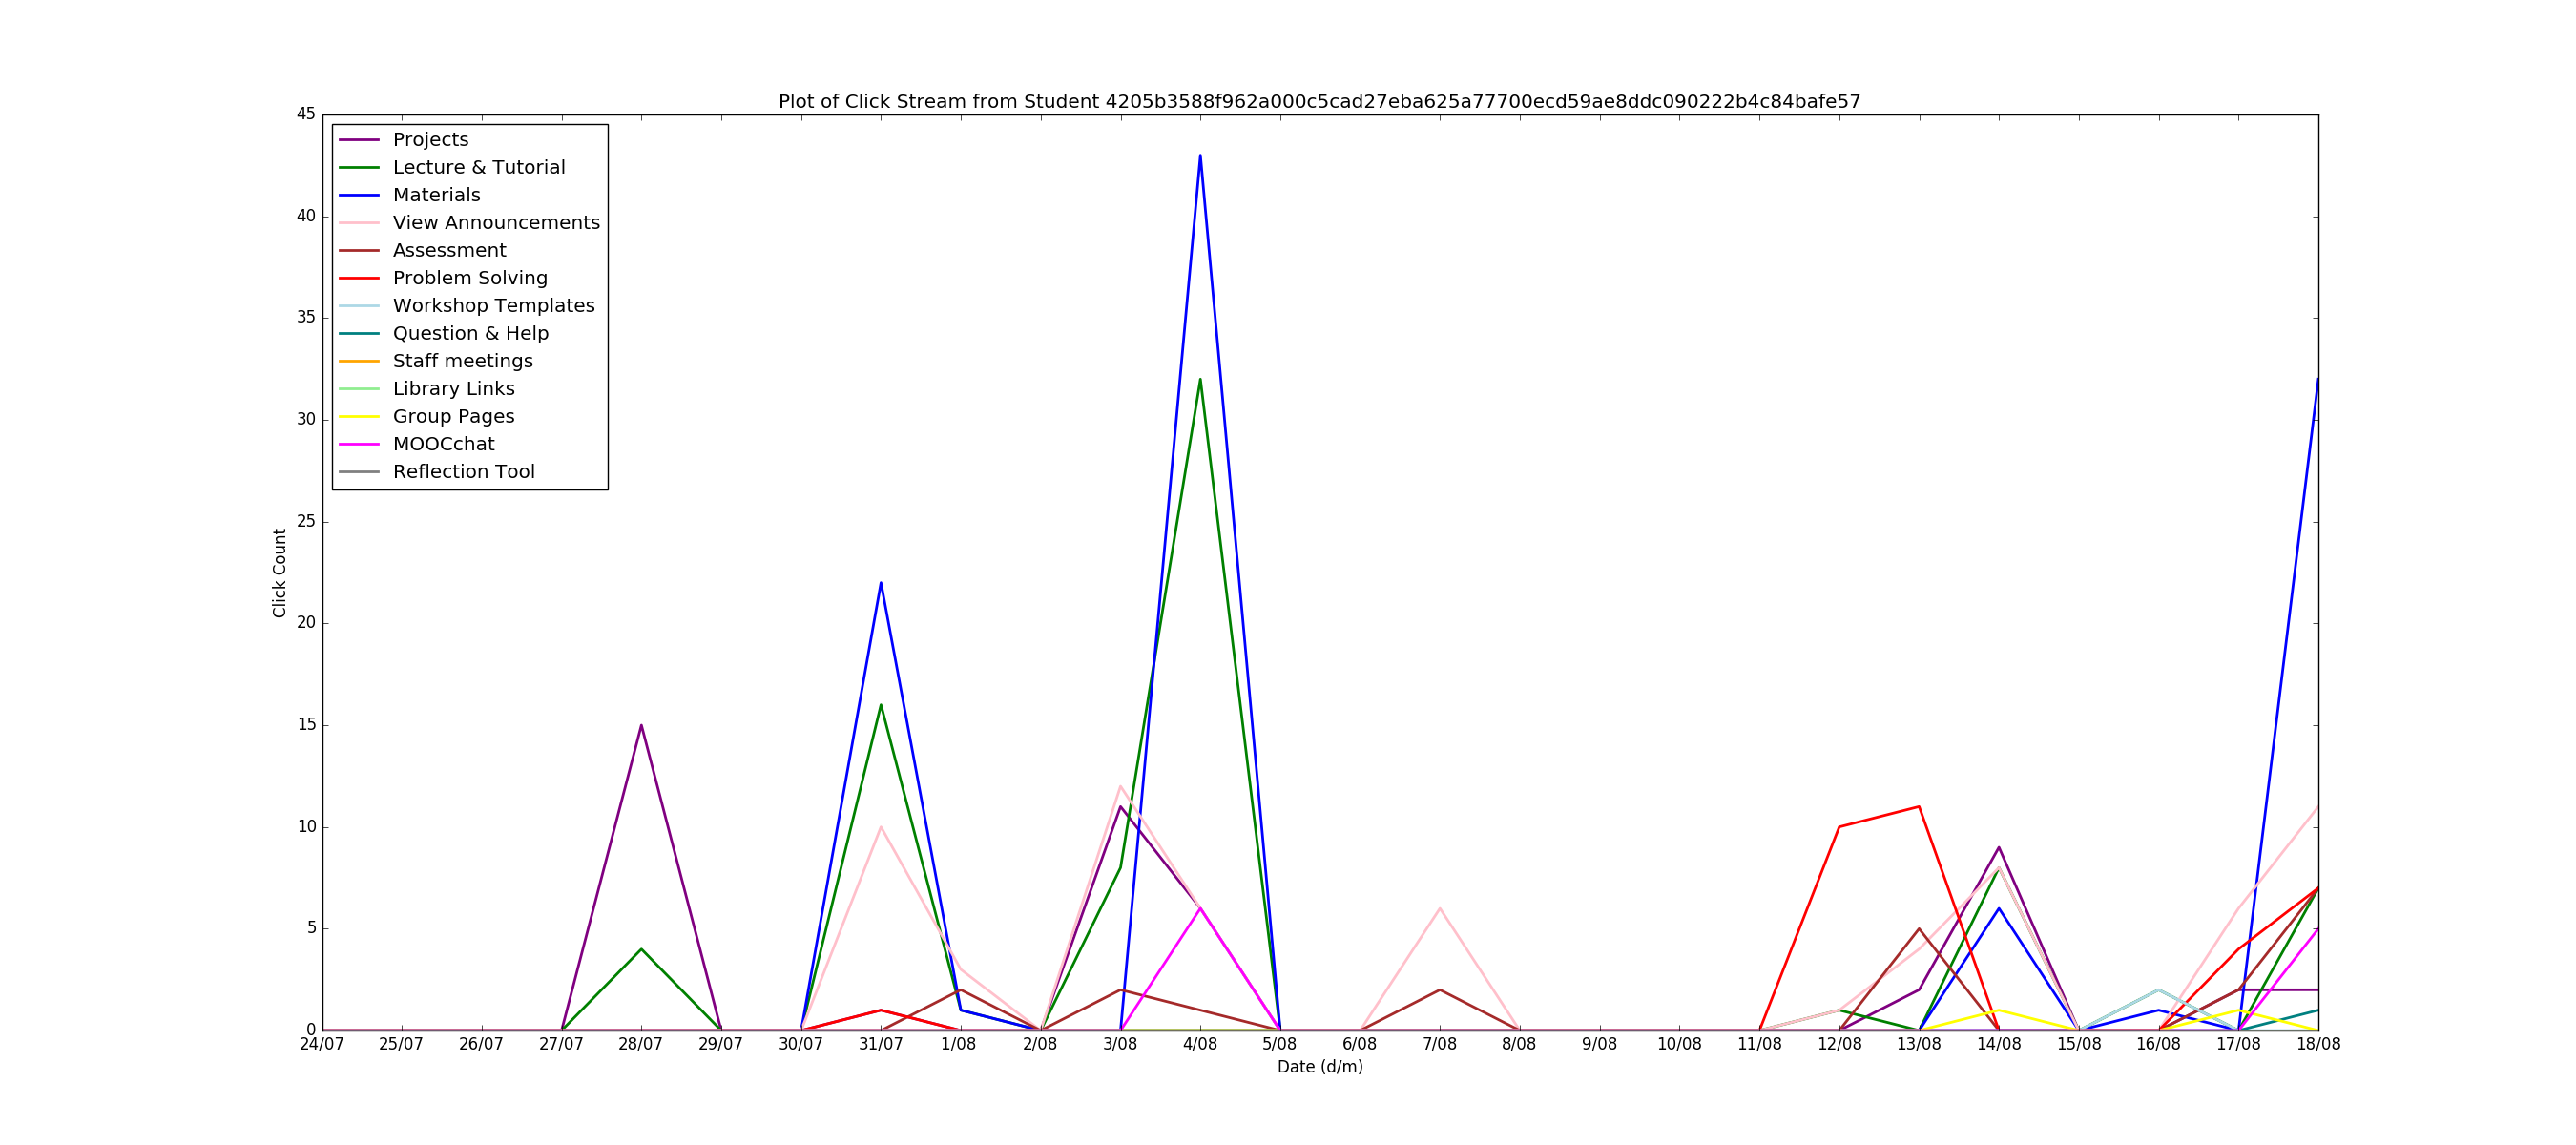 Plot of Click Stream from Student 4205b3588f962a000c5cad27eba625a77700ecd59ae8ddc090222b4c84bafe57
45
40
35
30
25
20
15
10
5
0
Click Count
Projects
Lecture & Tutorial
Materials
View Announcements
Assessment
Problem Solving
Workshop Templates
Question & Help
Staff meetings
Library Links
Group Pages
MOOCchat
Reflection Tool
24/07 25/07 26/07 27/07 28/07 29/07 30/07 31/07 1/08 2/08 3/08 4/08 5/08 6/08 7/08 8/08 9/08 10/08 11/08 12/08 13/08 14/08 15/08 16/08 17/08 18/08
Date (d/m)